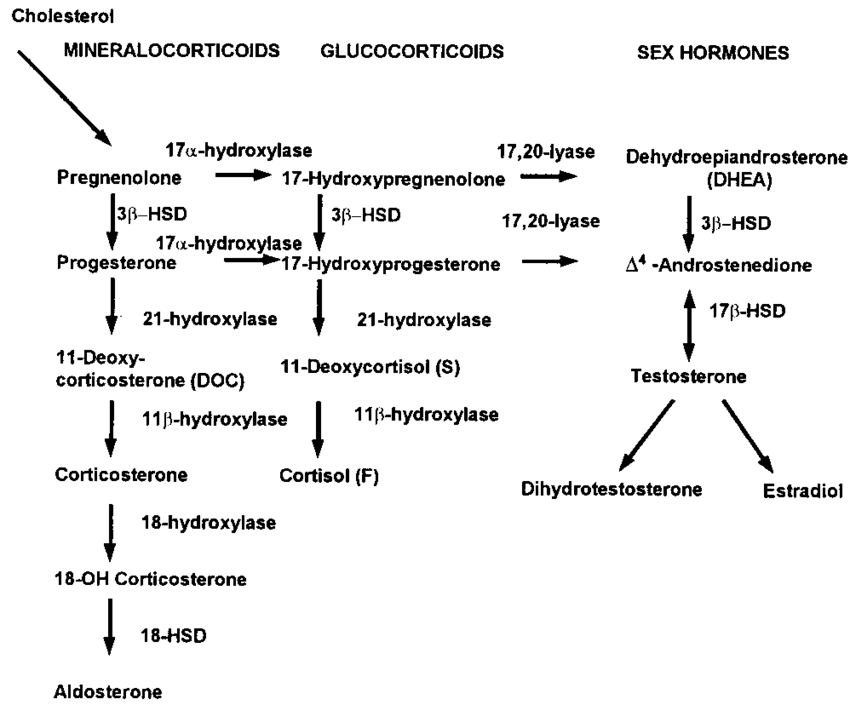 Cholesterol
MINERALOCORTICOIDS GLUCOCORTICOIDS SEX HORMONES
17α-hydroxylase 17,20-lyase
Pregnenolone 17-Hydroxypregnenolone Dehydroepiandrosterone
(DHEA)
3β–HSD 3β–HSD 3β–HSD
17α-hydroxylase 17,20-lyase
Progesterone 17-Hydroxyprogesterone Δ⁴ -Androstenedione
21-hydroxylase 21-hydroxylase 17β-HSD
11-Deoxy-
corticosterone (DOC) 11-Deoxycortisol (S) Testosterone
11β-hydroxylase 11β-hydroxylase
Corticosterone Cortisol (F) Dihydrotestosterone Estradiol
18-hydroxylase
18-OH Corticosterone
18-HSD
Aldosterone